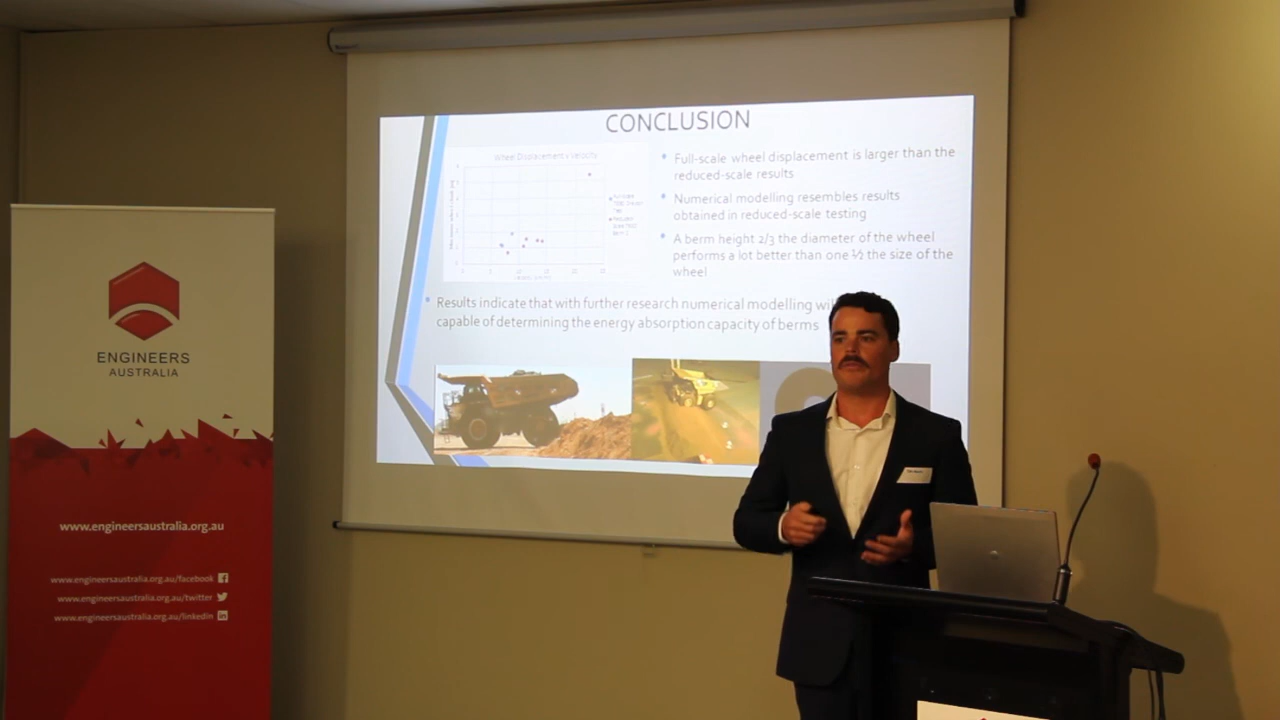 CONCLUSION
Wheel Displacement v Velocity
Full-scale wheel displacement is larger than the
reduced-scale results
Numerical modelling resembles results
obtained in reduced-scale testing
A berm height 2/3 the diameter of the wheel
performs a lot better than one ½ the size of the
wheel
Results indicate that with further research numerical modelling
capable of determining the energy absorption capacity of berms
ENGINEERS
AUSTRALIA
www.engineersaustralia.org.au
www.engineersaustralia.org.au/facebook
www.engineersaustralia.org.au/twitter
www.engineersaustralia.org.au/linkedin